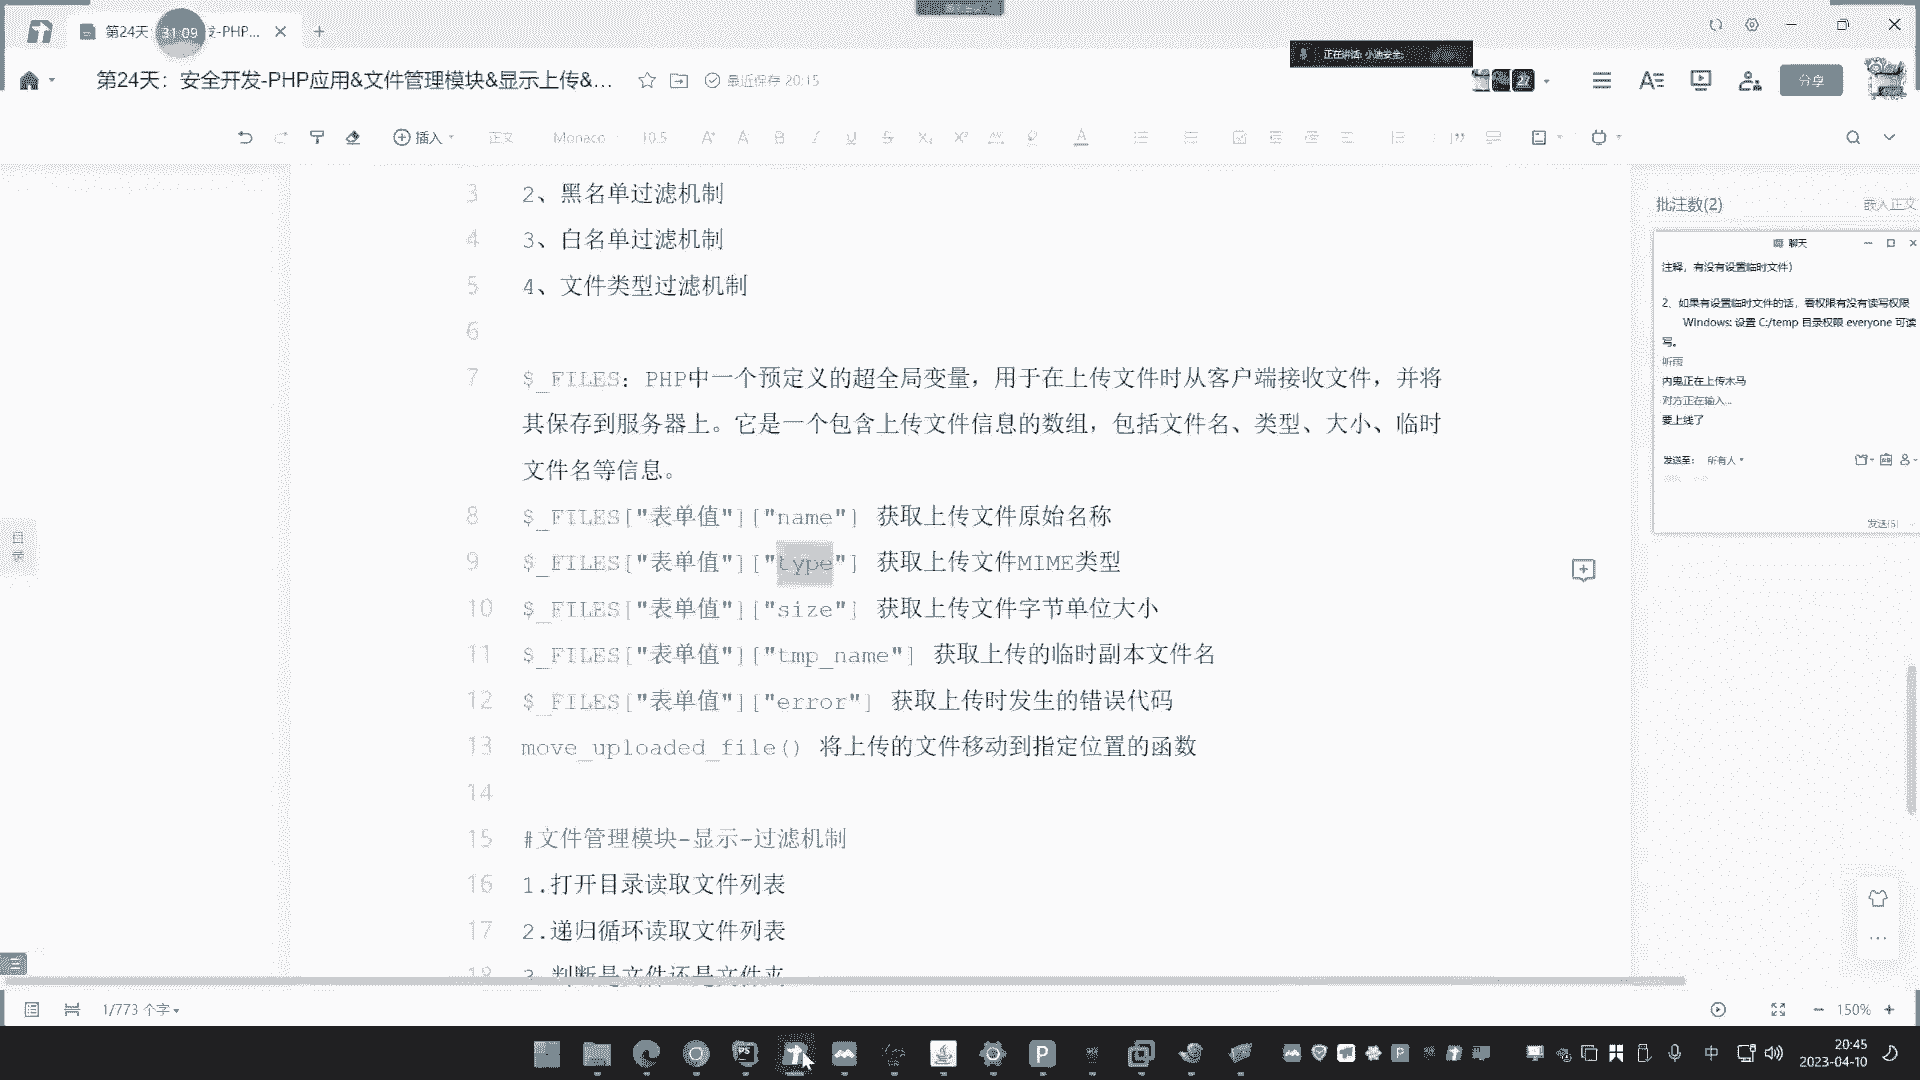 第24天：
31:09
发-PHP...
正在讲话: 小迪安全;
第24天：安全开发-PHP应用&文件管理模块&显示上传&...
最近保存 20:15
分享
插入
正文
Monaco
10.5
3 2、黑名单过滤机制
4 3、白名单过滤机制
5 4、文件类型过滤机制
6
7 $_FILES：PHP中一个预定义的超全局变量，用于在上传文件时从客户端接收文件，并将
其保存到服务器上。它是一个包含上传文件信息的数组，包括文件名、类型、大小、临时
文件名等信息。
8 $_FILES["表单值"]["name"] 获取上传文件原始名称
9 $_FILES["表单值"]["type"] 获取上传文件MIME类型
10 $_FILES["表单值"]["size"] 获取上传文件字节单位大小
11 $_FILES["表单值"]["tmp_name"] 获取上传的临时副本文件名
12 $_FILES["表单值"]["error"] 获取上传时发生的错误代码
13 move_uploaded_file() 将上传的文件移动到指定位置的函数
14
15 #文件管理模块-显示-过滤机制
16 1.打开目录读取文件列表
17 2.递归循环读取文件列表
18 3.判断是文件还是文件夹
目录
批注数(2)
嵌入正文
聊天
注释，有没有设置临时文件）
2、如果有设置临时文件的话，看权限有没有读写权限
Windows: 设置 C:/temp 目录权限 everyone 可读
写。
听雨
内鬼正在上传木马
对方正在输入...
要上线了
发送至： 所有人
发送(S)
1/773 个字
150%
中
20:45
2023-04-10